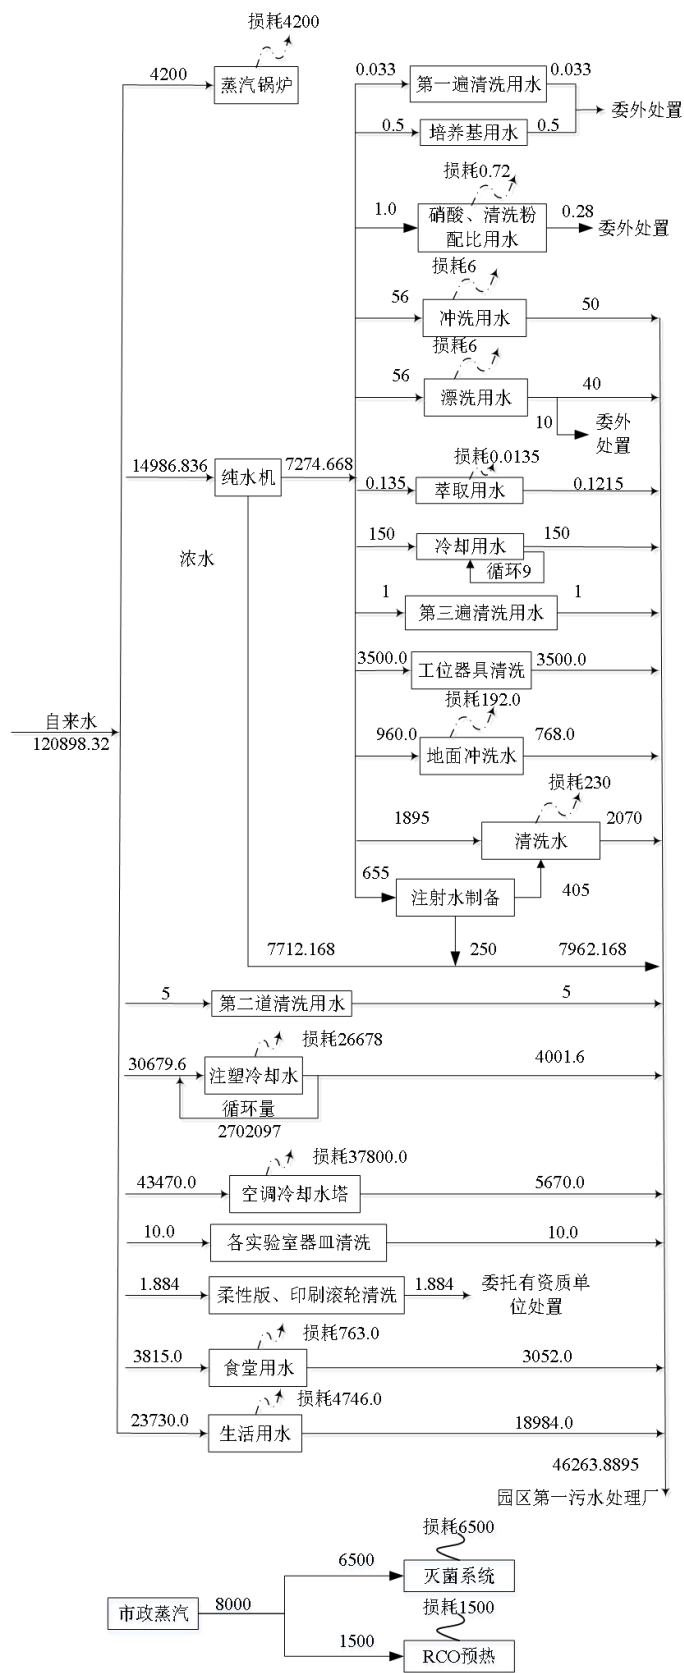 损耗4200
4200
蒸汽锅炉
0.033
第一遍清洗用水
0.033
委外处置
0.5
培养基用水
0.5
损耗0.72
1.0
硝酸、清洗粉
配比用水
0.28
委外处置
损耗6
56
冲洗用水
50
损耗6
56
漂洗用水
40
10
委外
处置
14986.836
纯水机
7274.668
损耗0.0135
0.135
萃取用水
0.1215
浓水
150
冷却用水
150
循环9
1
第三遍清洗用水
1
3500.0
工位器具清洗
3500.0
自来水
120898.32
损耗192.0
960.0
地面冲洗水
768.0
损耗230
1895
清洗水
2070
655
注射水制备
405
7712.168
250
7962.168
5
第二道清洗用水
5
损耗26678
30679.6
注塑冷却水
4001.6
循环量
2702097
损耗37800.0
43470.0
空调冷却水塔
5670.0
10.0
各实验室器皿清洗
10.0
1.884
柔性版、印刷滚轮清洗
1.884
委托有资质单
位处置
损耗763.0
3815.0
食堂用水
3052.0
损耗4746.0
23730.0
生活用水
18984.0
46263.8895
园区第一污水处理厂
损耗6500
6500
灭菌系统
市政蒸汽
8000
损耗1500
1500
RCO预热